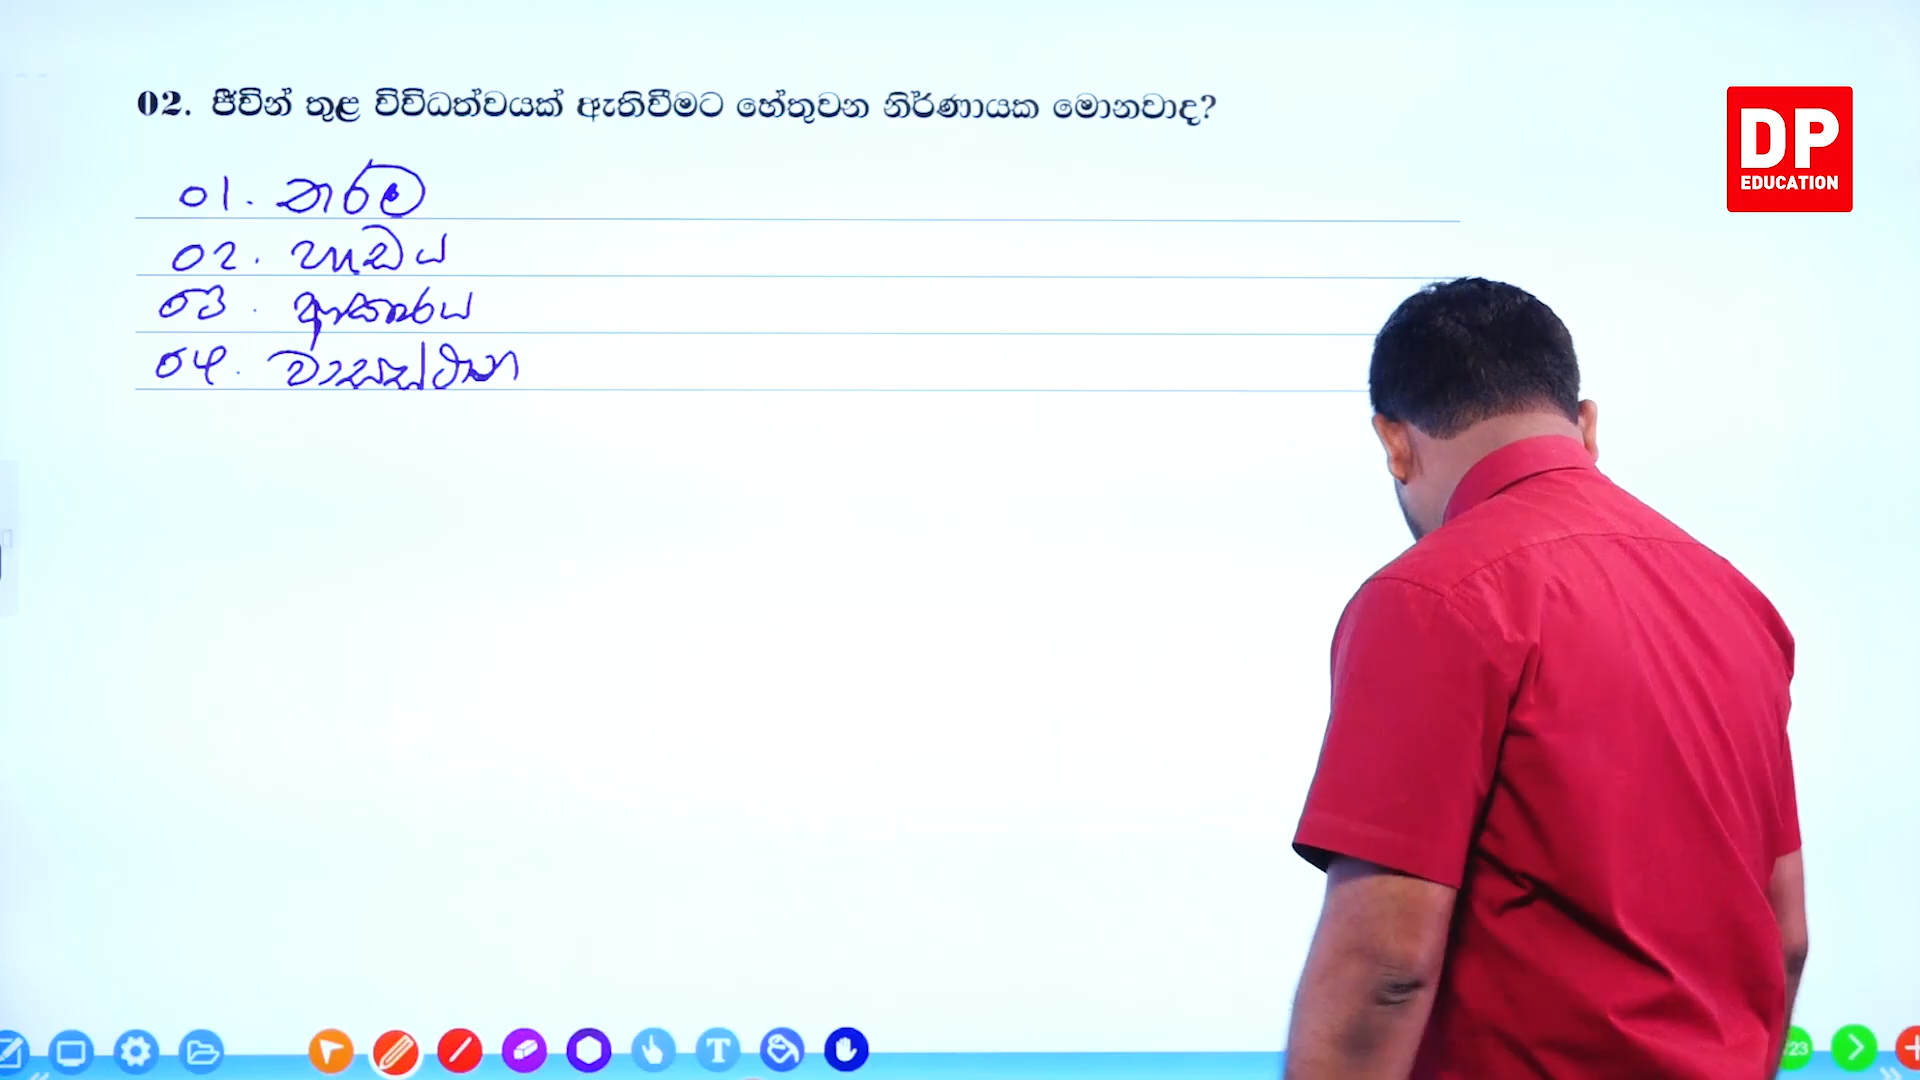 02. ජීවින් තුළ විවිධත්වයක් ඇතිවීමට හේතුවන නිර්ණායක මොනවාද?
DP
EDUCATION
01. තරම
02. හැඩය
03. ආකාරය
04. වාසස්ථාන
T
23